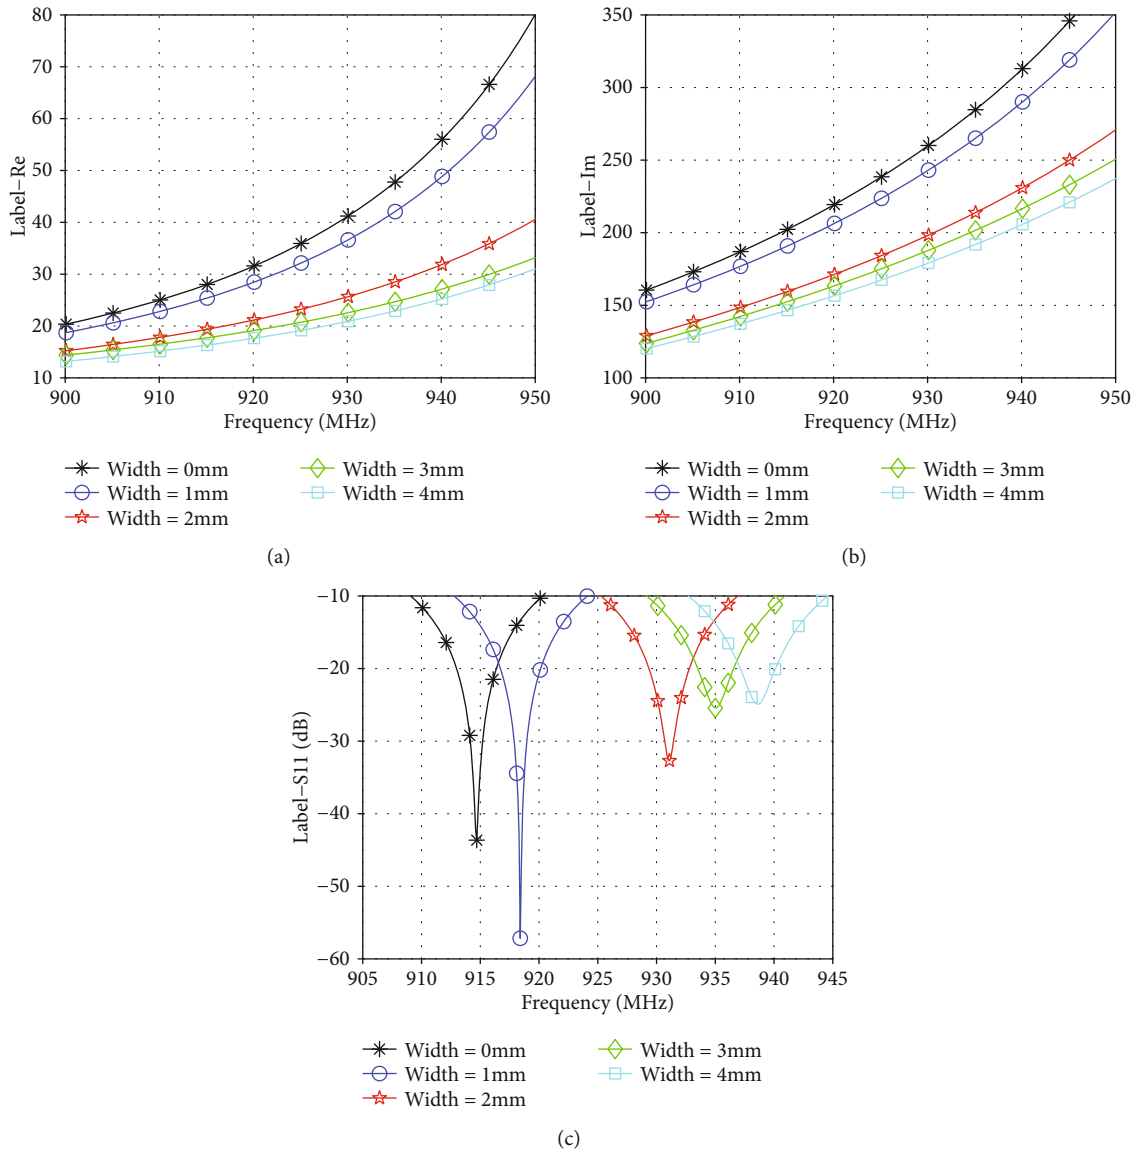 80
70
60
50
40
30
20
10
Label−Re
900 910 920 930 940 950
Frequency (MHz)
Width = 0mm
Width = 1mm
Width = 2mm
Width = 3mm
Width = 4mm
(a)
350
300
250
200
150
100
Label−Im
900 910 920 930 940 950
Frequency (MHz)
Width = 0mm
Width = 1mm
Width = 2mm
Width = 3mm
Width = 4mm
(b)
−10
−20
−30
−40
−50
−60
Label−S11 (dB)
905 910 915 920 925 930 935 940 945
Frequency (MHz)
Width = 0mm
Width = 1mm
Width = 2mm
Width = 3mm
Width = 4mm
(c)